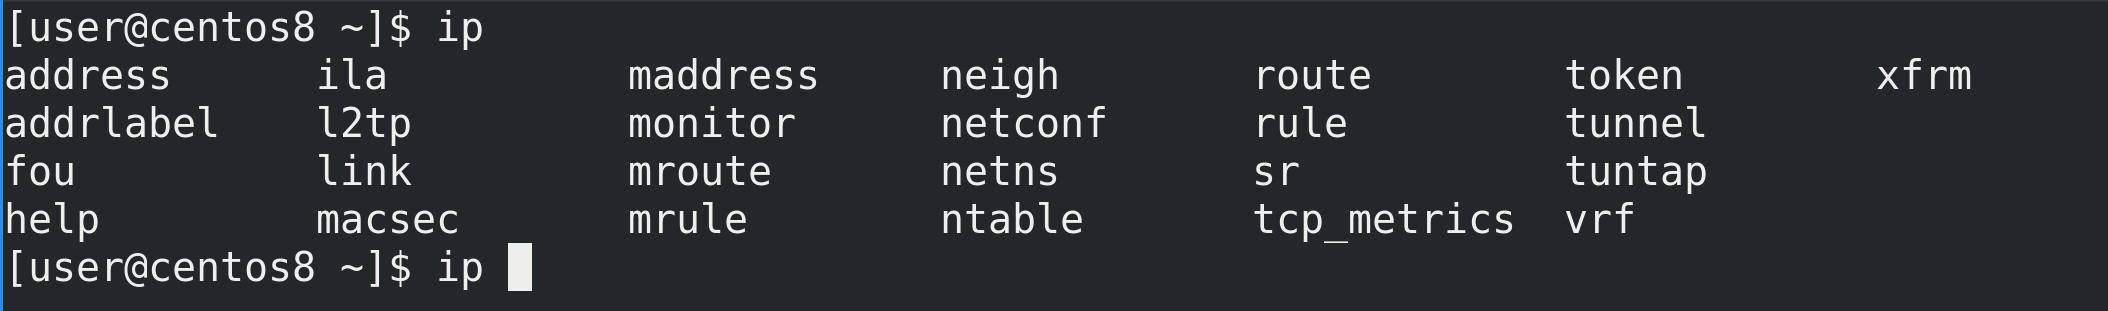 [user@centos8 ~]$ ip
address ila maddress neigh route token xfrm
addrlabel l2tp monitor netconf rule tunnel
fou link mroute netns sr tuntap
help macsec mrule ntable tcp_metrics vrf
[user@centos8 ~]$ ip